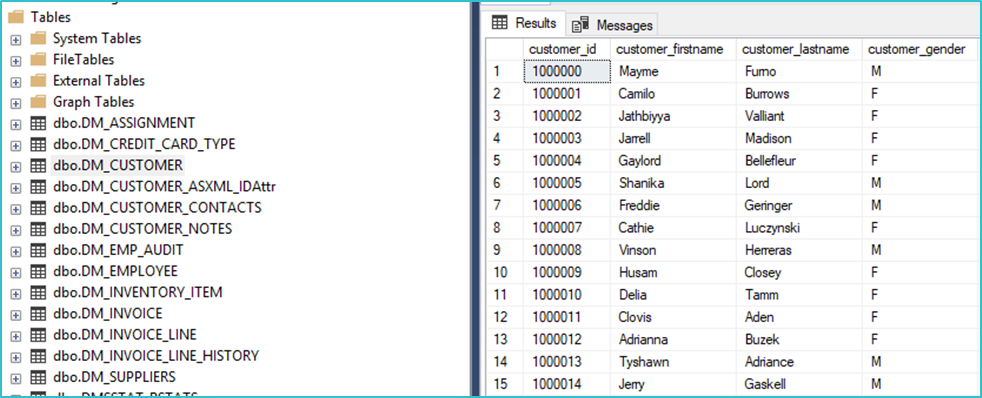 Tables
System Tables
FileTables
External Tables
Graph Tables
dbo.DM_ASSIGNMENT
dbo.DM_CREDIT_CARD_TYPE
dbo.DM_CUSTOMER
dbo.DM_CUSTOMER_ASXML_IDAttr
dbo.DM_CUSTOMER_CONTACTS
dbo.DM_CUSTOMER_NOTES
dbo.DM_EMP_AUDIT
dbo.DM_EMPLOYEE
dbo.DM_INVENTORY_ITEM
dbo.DM_INVOICE
dbo.DM_INVOICE_LINE
dbo.DM_INVOICE_LINE_HISTORY
dbo.DM_SUPPLIERS
Results Messages
customer_id customer_firstname customer_lastname customer_gender
1 1000000 Mayme Furno M
2 1000001 Camilo Burrows F
3 1000002 Jathbiyya Valliant F
4 1000003 Jarrell Madison F
5 1000004 Gaylord Bellefleur F
6 1000005 Shanika Lord M
7 1000006 Freddie Geringer M
8 1000007 Cathie Luczynski F
9 1000008 Vinson Herreras M
10 1000009 Husam Closey F
11 1000010 Delia Tamm F
12 1000011 Clovis Aden F
13 1000012 Adrianna Buzek F
14 1000013 Tyshawn Adriance M
15 1000014 Jerry Gaskell M